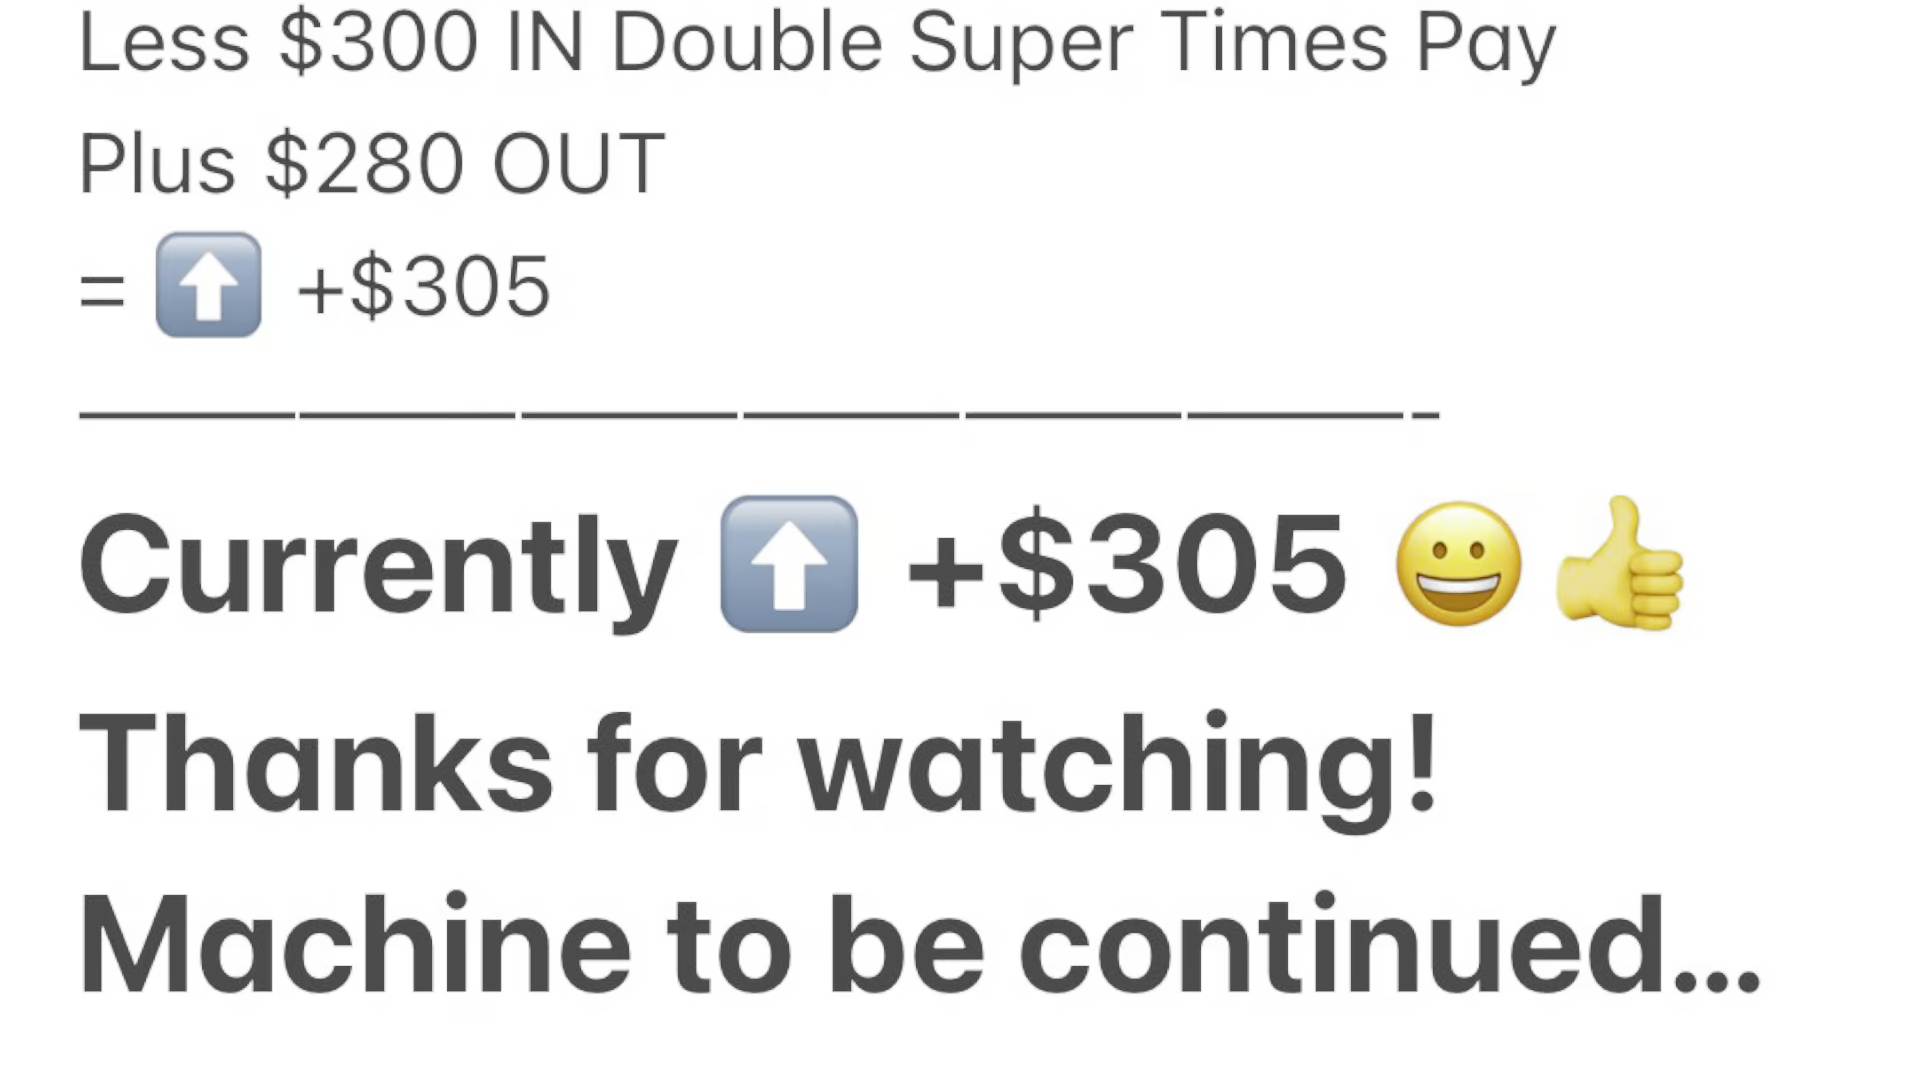 Less $300 IN Double Super Times Pay
Plus $280 OUT
= ⬆️ +$305
——————-
Currently ⬆️ +$305 😀👍
Thanks for watching!
Machine to be continued...